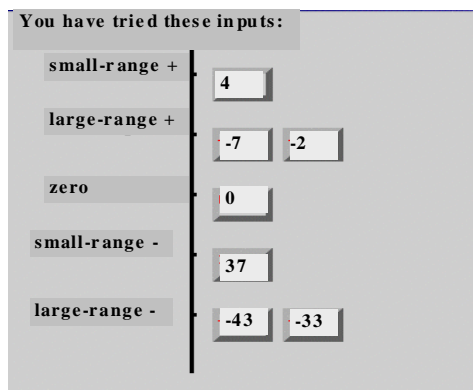 You have tried these inputs:
small-range +
4
large-range +
-7 -2
zero
0
small-range -
37
large-range -
-43 -33